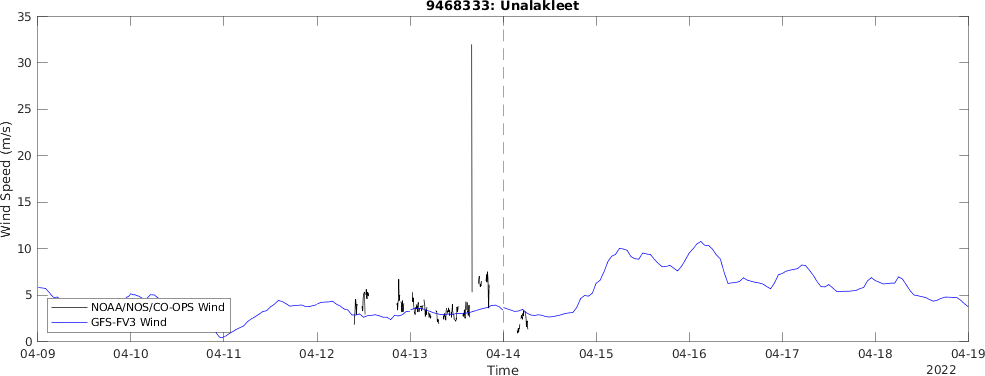 9468333: Unalakleet
35
30
25
20
15
10
5
0
Wind Speed (m/s)
NOAA/NOS/CO-OPS Wind
GFS-FV3 Wind
04-09 04-10 04-11 04-12 04-13 04-14 04-15 04-16 04-17 04-18 04-19
Time
2022